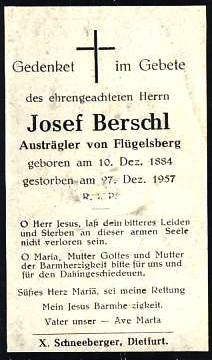 Gedenket im Gebete
des ehrengeachteten Herrn
Josef Berschl
Austrägler von Flügelsberg
geboren am 10. Dez. 1884
gestorben am 27. Dez. 1957
R. I. P.
O Herr Jesus, laß dein bitteres Leiden
und Sterben an dieser armen Seele
nicht verloren gehen.
O Maria, Mutter Gottes und Mutter
der Barmherzigkeit bitte für uns und
für den Dahingeschiedenen.
Süßes Herz Mariä, sei meine Rettung
Mein Jesus Barmherzigkeit.
Vater unser — Ave Maria
X. Schneeberger, Dietfurt.